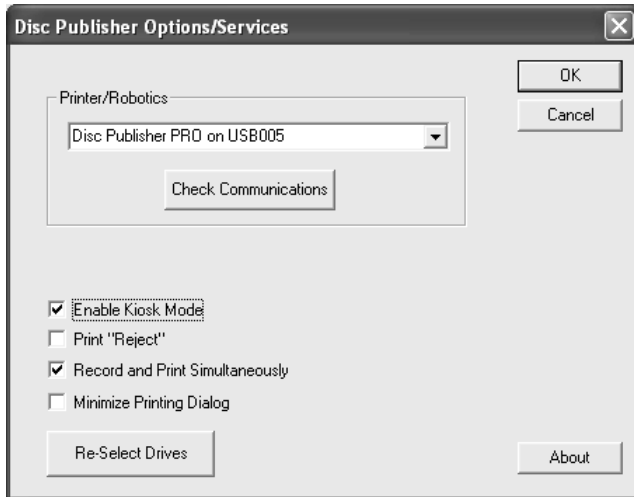 Disc Publisher Options/Services
OK
Printer/Robotics
Cancel
Disc Publisher PRO on USB005
Check Communications
Enable Kiosk Mode
Print "Reject"
Record and Print Simultaneously
Minimize Printing Dialog
Re-Select Drives
About